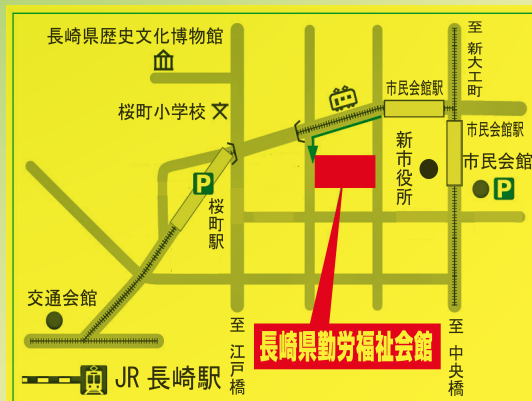 長崎県歴史文化博物館
至 新大工町
市民会館駅
桜町小学校
市民会館駅
新市役所
市民会館
P
P
桜町駅
交通会館
至 江戸橋
長崎県勤労福祉会館
至 中央橋
JR 長崎駅